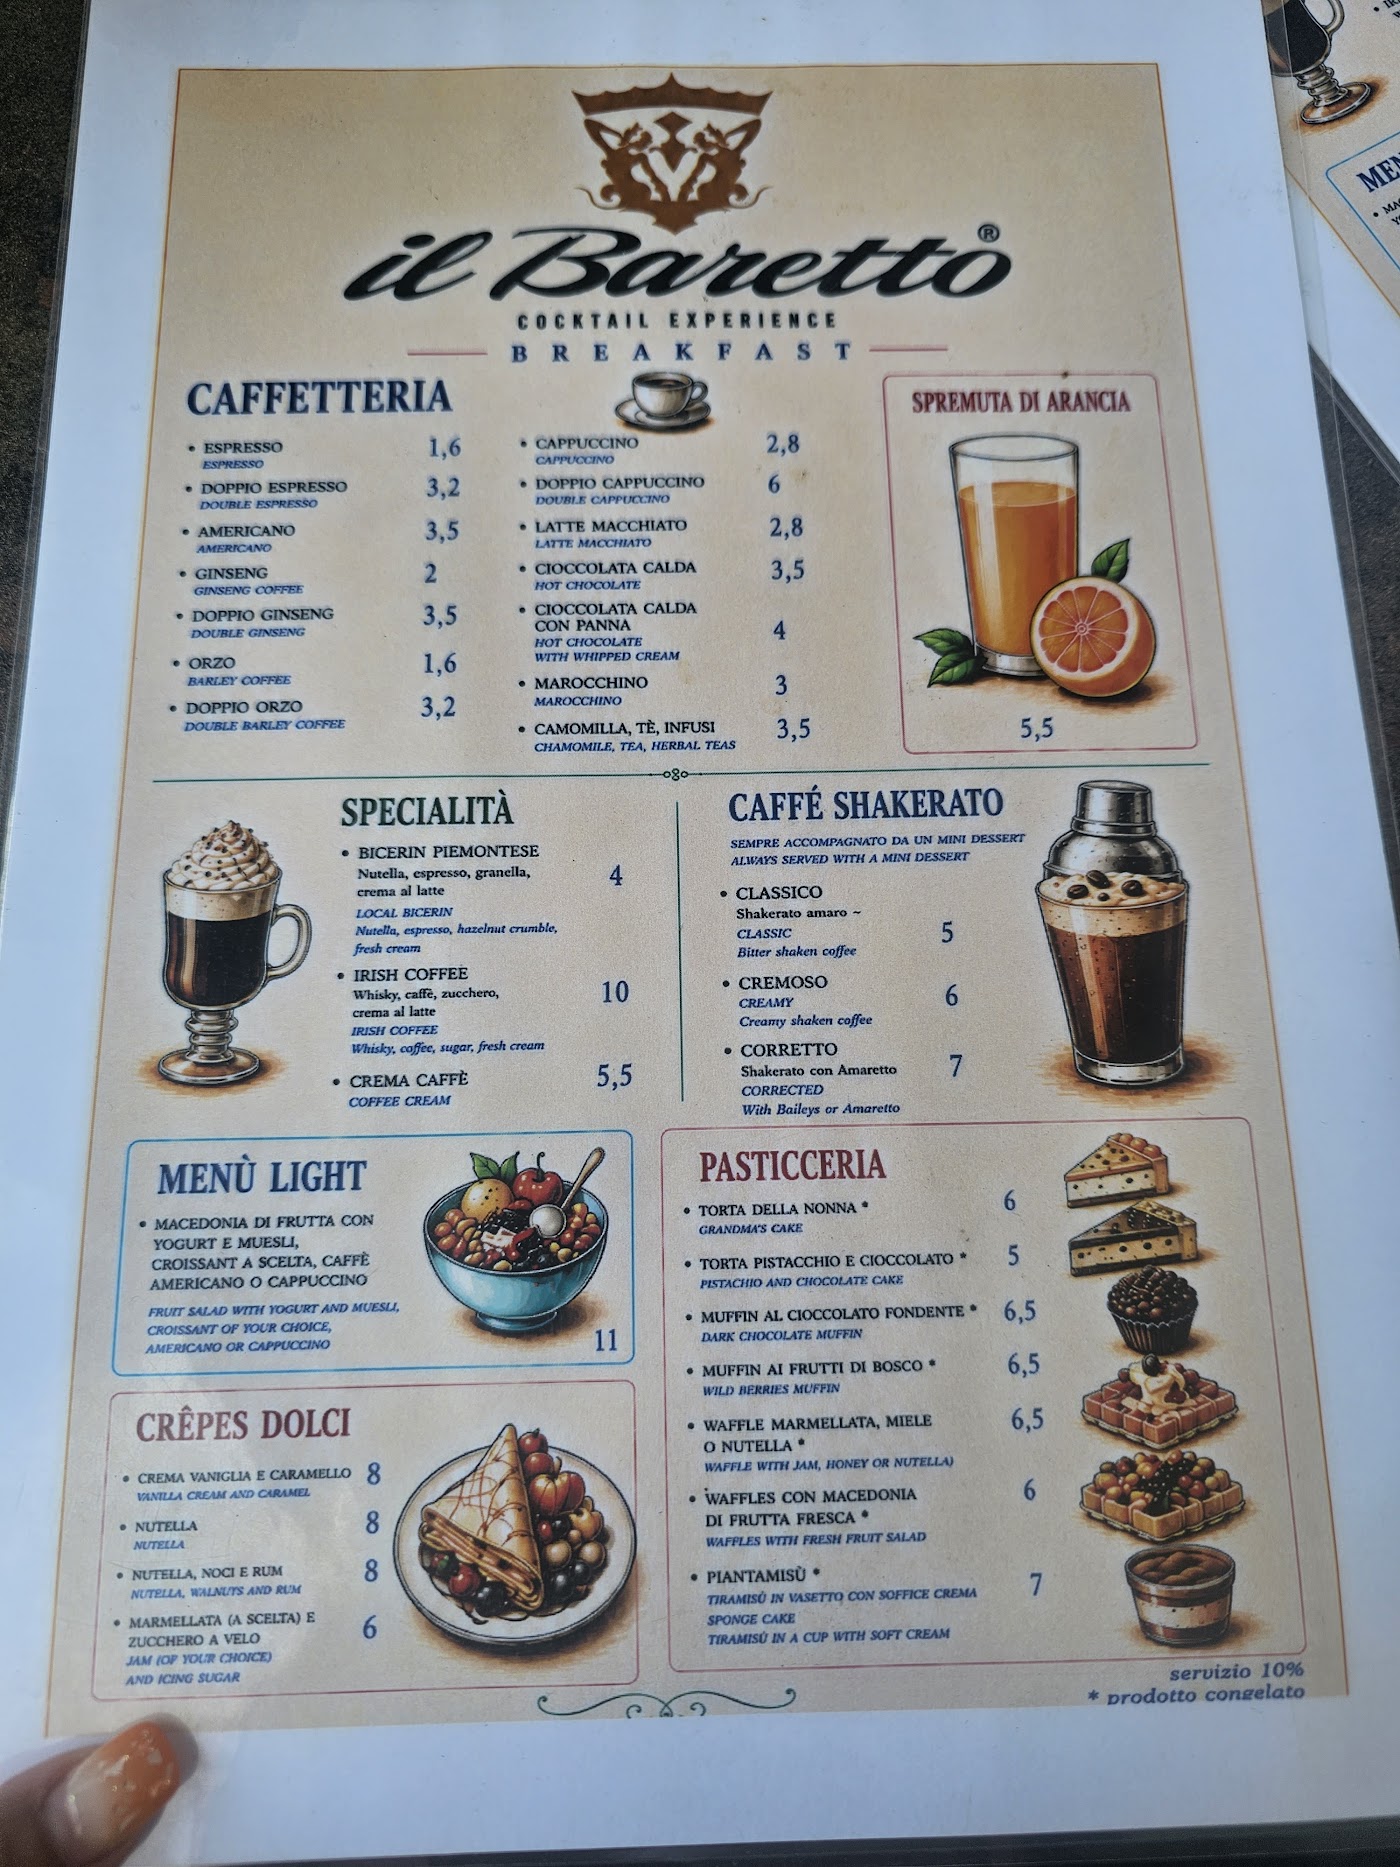 il Baretto®
COCKTAIL EXPERIENCE
BREAKFAST
CAFFETTERIA
• ESPRESSO 1,6
ESPRESSO
• DOPPIO ESPRESSO 3,2
DOUBLE ESPRESSO
• AMERICANO 3,5
AMERICANO
• GINSENG 2
GINSENG COFFEE
• DOPPIO GINSENG 3,5
DOUBLE GINSENG
• ORZO 1,6
BARLEY COFFEE
• DOPPIO ORZO 3,2
DOUBLE BARLEY COFFEE
• CAPPUCCINO 2,8
CAPPUCCINO
• DOPPIO CAPPUCCINO 6
DOUBLE CAPPUCCINO
• LATTE MACCHIATO 2,8
LATTE MACCHIATO
• CIOCCOLATA CALDA 3,5
HOT CHOCOLATE
• CIOCCOLATA CALDA
CON PANNA 4
HOT CHOCOLATE
WITH WHIPPED CREAM
• MAROCCHINO 3
MAROCCHINO
• CAMOMILLA, TÈ, INFUSI 3,5
CHAMOMILE, TEA, HERBAL TEAS
SPREMUTA DI ARANCIA
5,5
SPECIALITÀ
• BICERIN PIEMONTESE
Nutella, espresso, granella, 4
crema al latte
LOCAL BICERIN
Nutella, espresso, hazelnut crumble,
fresh cream
• IRISH COFFEE
Whisky, caffè, zucchero, 10
crema al latte
IRISH COFFEE
Whisky, coffee, sugar, fresh cream
• CREMA CAFFÈ 5,5
COFFEE CREAM
CAFFÉ SHAKERATO
SEMPRE ACCOMPAGNATO DA UN MINI DESSERT
ALWAYS SERVED WITH A MINI DESSERT
• CLASSICO
Shakerato amaro ~
CLASSIC 5
Bitter shaken coffee
• CREMOSO
CREAMY 6
Creamy shaken coffee
• CORRETTO
Shakerato con Amaretto 7
CORRECTED
With Baileys or Amaretto
MENÙ LIGHT
• MACEDONIA DI FRUTTA CON
YOGURT E MUESLI,
CROISSANT A SCELTA, CAFFÈ
AMERICANO O CAPPUCCINO
FRUIT SALAD WITH YOGURT AND MUESLI,
CROISSANT OF YOUR CHOICE,
AMERICANO OR CAPPUCCINO 11
CRÊPES DOLCI
• CREMA VANIGLIA E CARAMELLO 8
VANILLA CREAM AND CARAMEL
• NUTELLA 8
NUTELLA
• NUTELLA, NOCI E RUM 8
NUTELLA, WALNUTS AND RUM
• MARMELLATA (A SCELTA) E
ZUCCHERO A VELO 6
JAM (OF YOUR CHOICE)
AND ICING SUGAR
PASTICCERIA
• TORTA DELLA NONNA * 6
GRANDMA'S CAKE
• TORTA PISTACCHIO E CIOCCOLATO * 5
PISTACHIO AND CHOCOLATE CAKE
• MUFFIN AL CIOCCOLATO FONDENTE * 6,5
DARK CHOCOLATE MUFFIN
• MUFFIN AI FRUTTI DI BOSCO * 6,5
WILD BERRIES MUFFIN
• WAFFLE MARMELLATA, MIELE 6,5
O NUTELLA *
WAFFLE WITH JAM, HONEY OR NUTELLA)
• WAFFLES CON MACEDONIA 6
DI FRUTTA FRESCA *
WAFFLES WITH FRESH FRUIT SALAD
• PIANTAMISÙ * 7
TIRAMISÚ IN VASETTO CON SOFFICE CREMA
SPONGE CAKE
TIRAMISÚ IN A CUP WITH SOFT CREAM
servizio 10%
* prodotto congelato